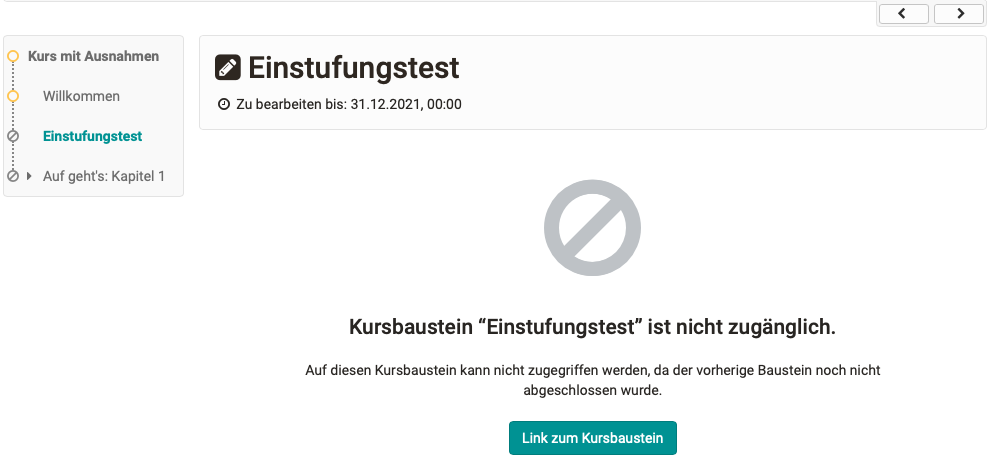 Kurs mit Ausnahmen
Willkommen
Einstufungstest
Auf geht's: Kapitel 1
Einstufungstest
Zu bearbeiten bis: 31.12.2021, 00:00
Kursbaustein “Einstufungstest” ist nicht zugänglich.
Auf diesen Kursbaustein kann nicht zugegriffen werden, da der vorherige Baustein noch nicht
abgeschlossen wurde.
Link zum Kursbaustein